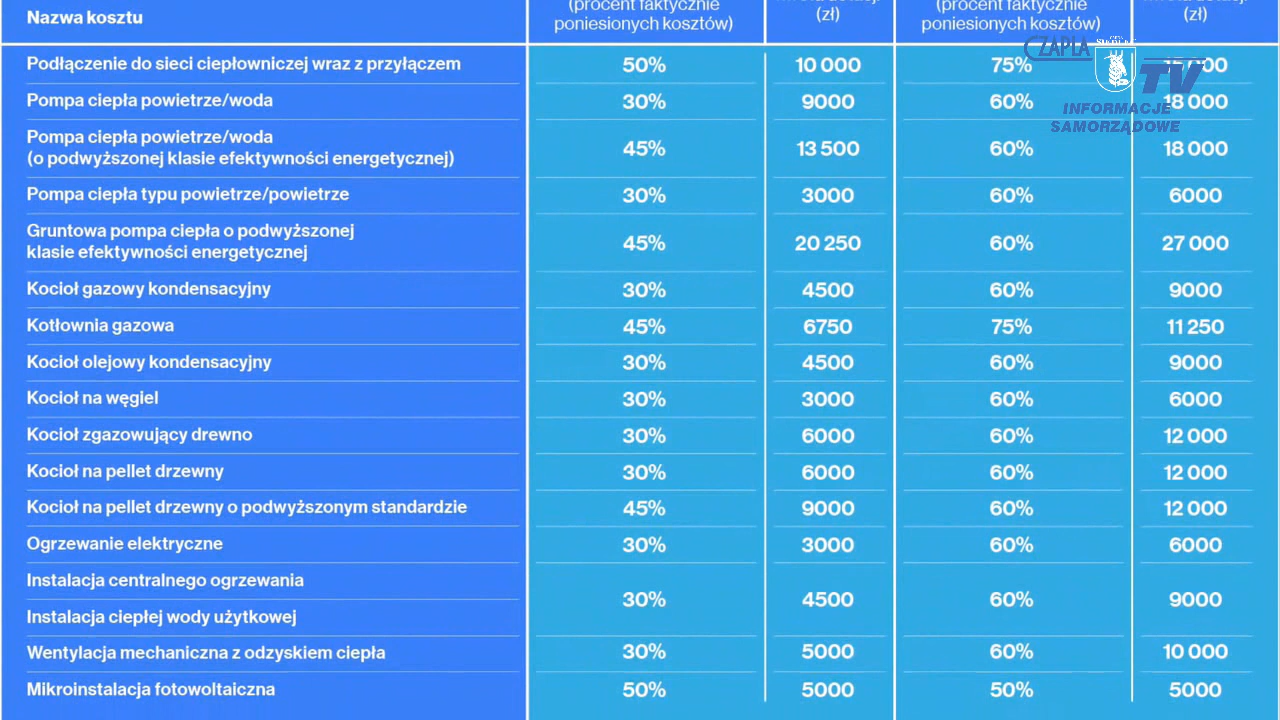 Nazwa kosztu
(procent faktycznie
poniesionych kosztów)
(zł)
(procent faktycznie
poniesionych kosztów)
(zł)
Podłączenie do sieci ciepłowniczej wraz z przyłączem 50% 10 000 75%
Pompa ciepła powietrze/woda 30% 9000 60% 18 000
Pompa ciepła powietrze/woda
(o podwyższonej klasie efektywności energetycznej) 45% 13 500 60% 18 000
Pompa ciepła typu powietrze/powietrze 30% 3000 60% 6000
Gruntowa pompa ciepła o podwyższonej
klasie efektywności energetycznej 45% 20 250 60% 27 000
Kocioł gazowy kondensacyjny 30% 4500 60% 9000
Kotłownia gazowa 45% 6750 75% 11 250
Kocioł olejowy kondensacyjny 30% 4500 60% 9000
Kocioł na węgiel 30% 3000 60% 6000
Kocioł zgazowujący drewno 30% 6000 60% 12 000
Kocioł na pellet drzewny 30% 6000 60% 12 000
Kocioł na pellet drzewny o podwyższonym standardzie 45% 9000 60% 12 000
Ogrzewanie elektryczne 30% 3000 60% 6000
Instalacja centralnego ogrzewania
Instalacja ciepłej wody użytkowej 30% 4500 60% 9000
Wentylacja mechaniczna z odzyskiem ciepła 30% 5000 60% 10 000
Mikroinstalacja fotowoltaiczna 50% 5000 50% 5000
CZAPLA
TV
INFORMACJE
SAMORZĄDOWE